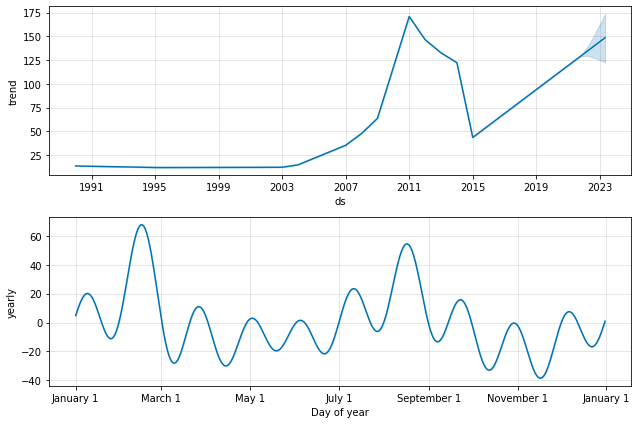 175
150
125
100
75
50
25
trend
1991 1995 1999 2003 2007 2011 2015 2019 2023
ds
60
40
20
0
−20
−40
yearly
January 1 March 1 May 1 July 1 September 1 November 1 January 1
Day of year